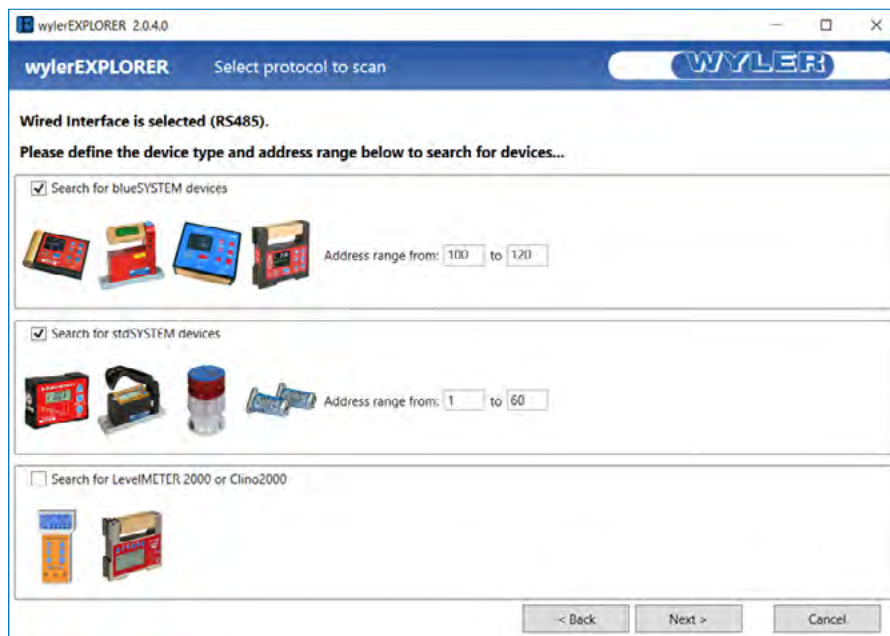 wylerEXPLORER 2.0.4.0
wylerEXPLORER Select protocol to scan WYLER
Wired Interface is selected (RS485).
Please define the device type and address range below to search for devices...
Search for blueSYSTEM devices
Address range from: 100 to 120
Search for stdSYSTEM devices
Address range from: 1 to 60
Search for LevelMETER 2000 or Clino2000
< Back Next > Cancel